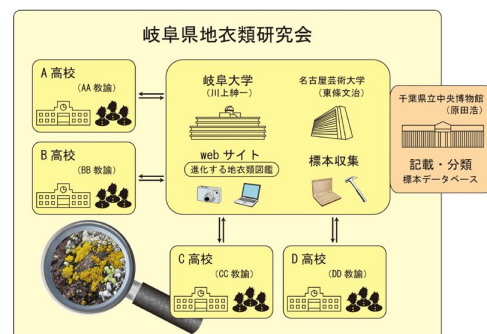 岐阜県地衣類研究会
A 高校
(AA 教諭)
岐阜大学
(川上紳一)
名古屋芸術大学
(東條文治)
千葉県立中央博物館
(原田浩)
B 高校
(BB 教諭)
web サイト
進化する地衣類図鑑
標本収集
記載・分類
標本データベース
C 高校
(CC 教諭)
D 高校
(DD 教諭)